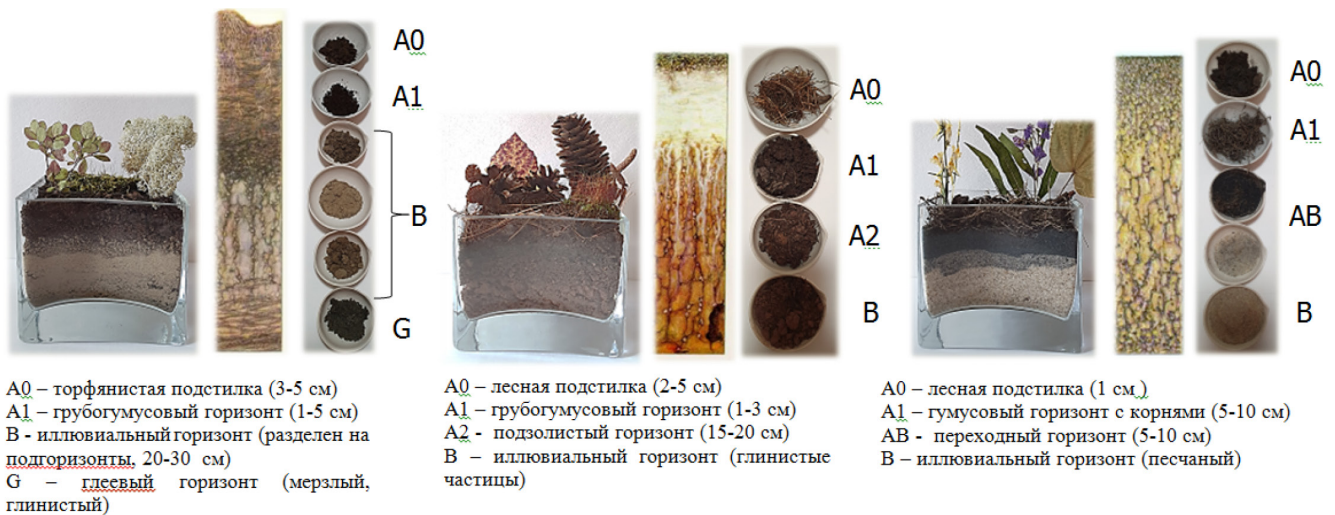 A0
A1
B
G
A0
A1
A2
B
A0
A1
AB
B
A0 – торфянистая подстилка (3-5 см)
A1 – грубогумусовый горизонт (1-5 см)
B - иллювиальный горизонт (разделен на
подгоризонты, 20-30 см)
G – глеевый горизонт (мерзлый,
глинистый)
A0 – лесная подстилка (2-5 см)
A1 – грубогумусовый горизонт (1-3 см)
A2 - подзолистый горизонт (15-20 см)
B – иллювиальный горизонт (глинистые
частицы)
A0 – лесная подстилка (1 см )
A1 – гумусовый горизонт с корнями (5-10 см)
AB - переходный горизонт (5-10 см)
B – иллювиальный горизонт (песчаный)